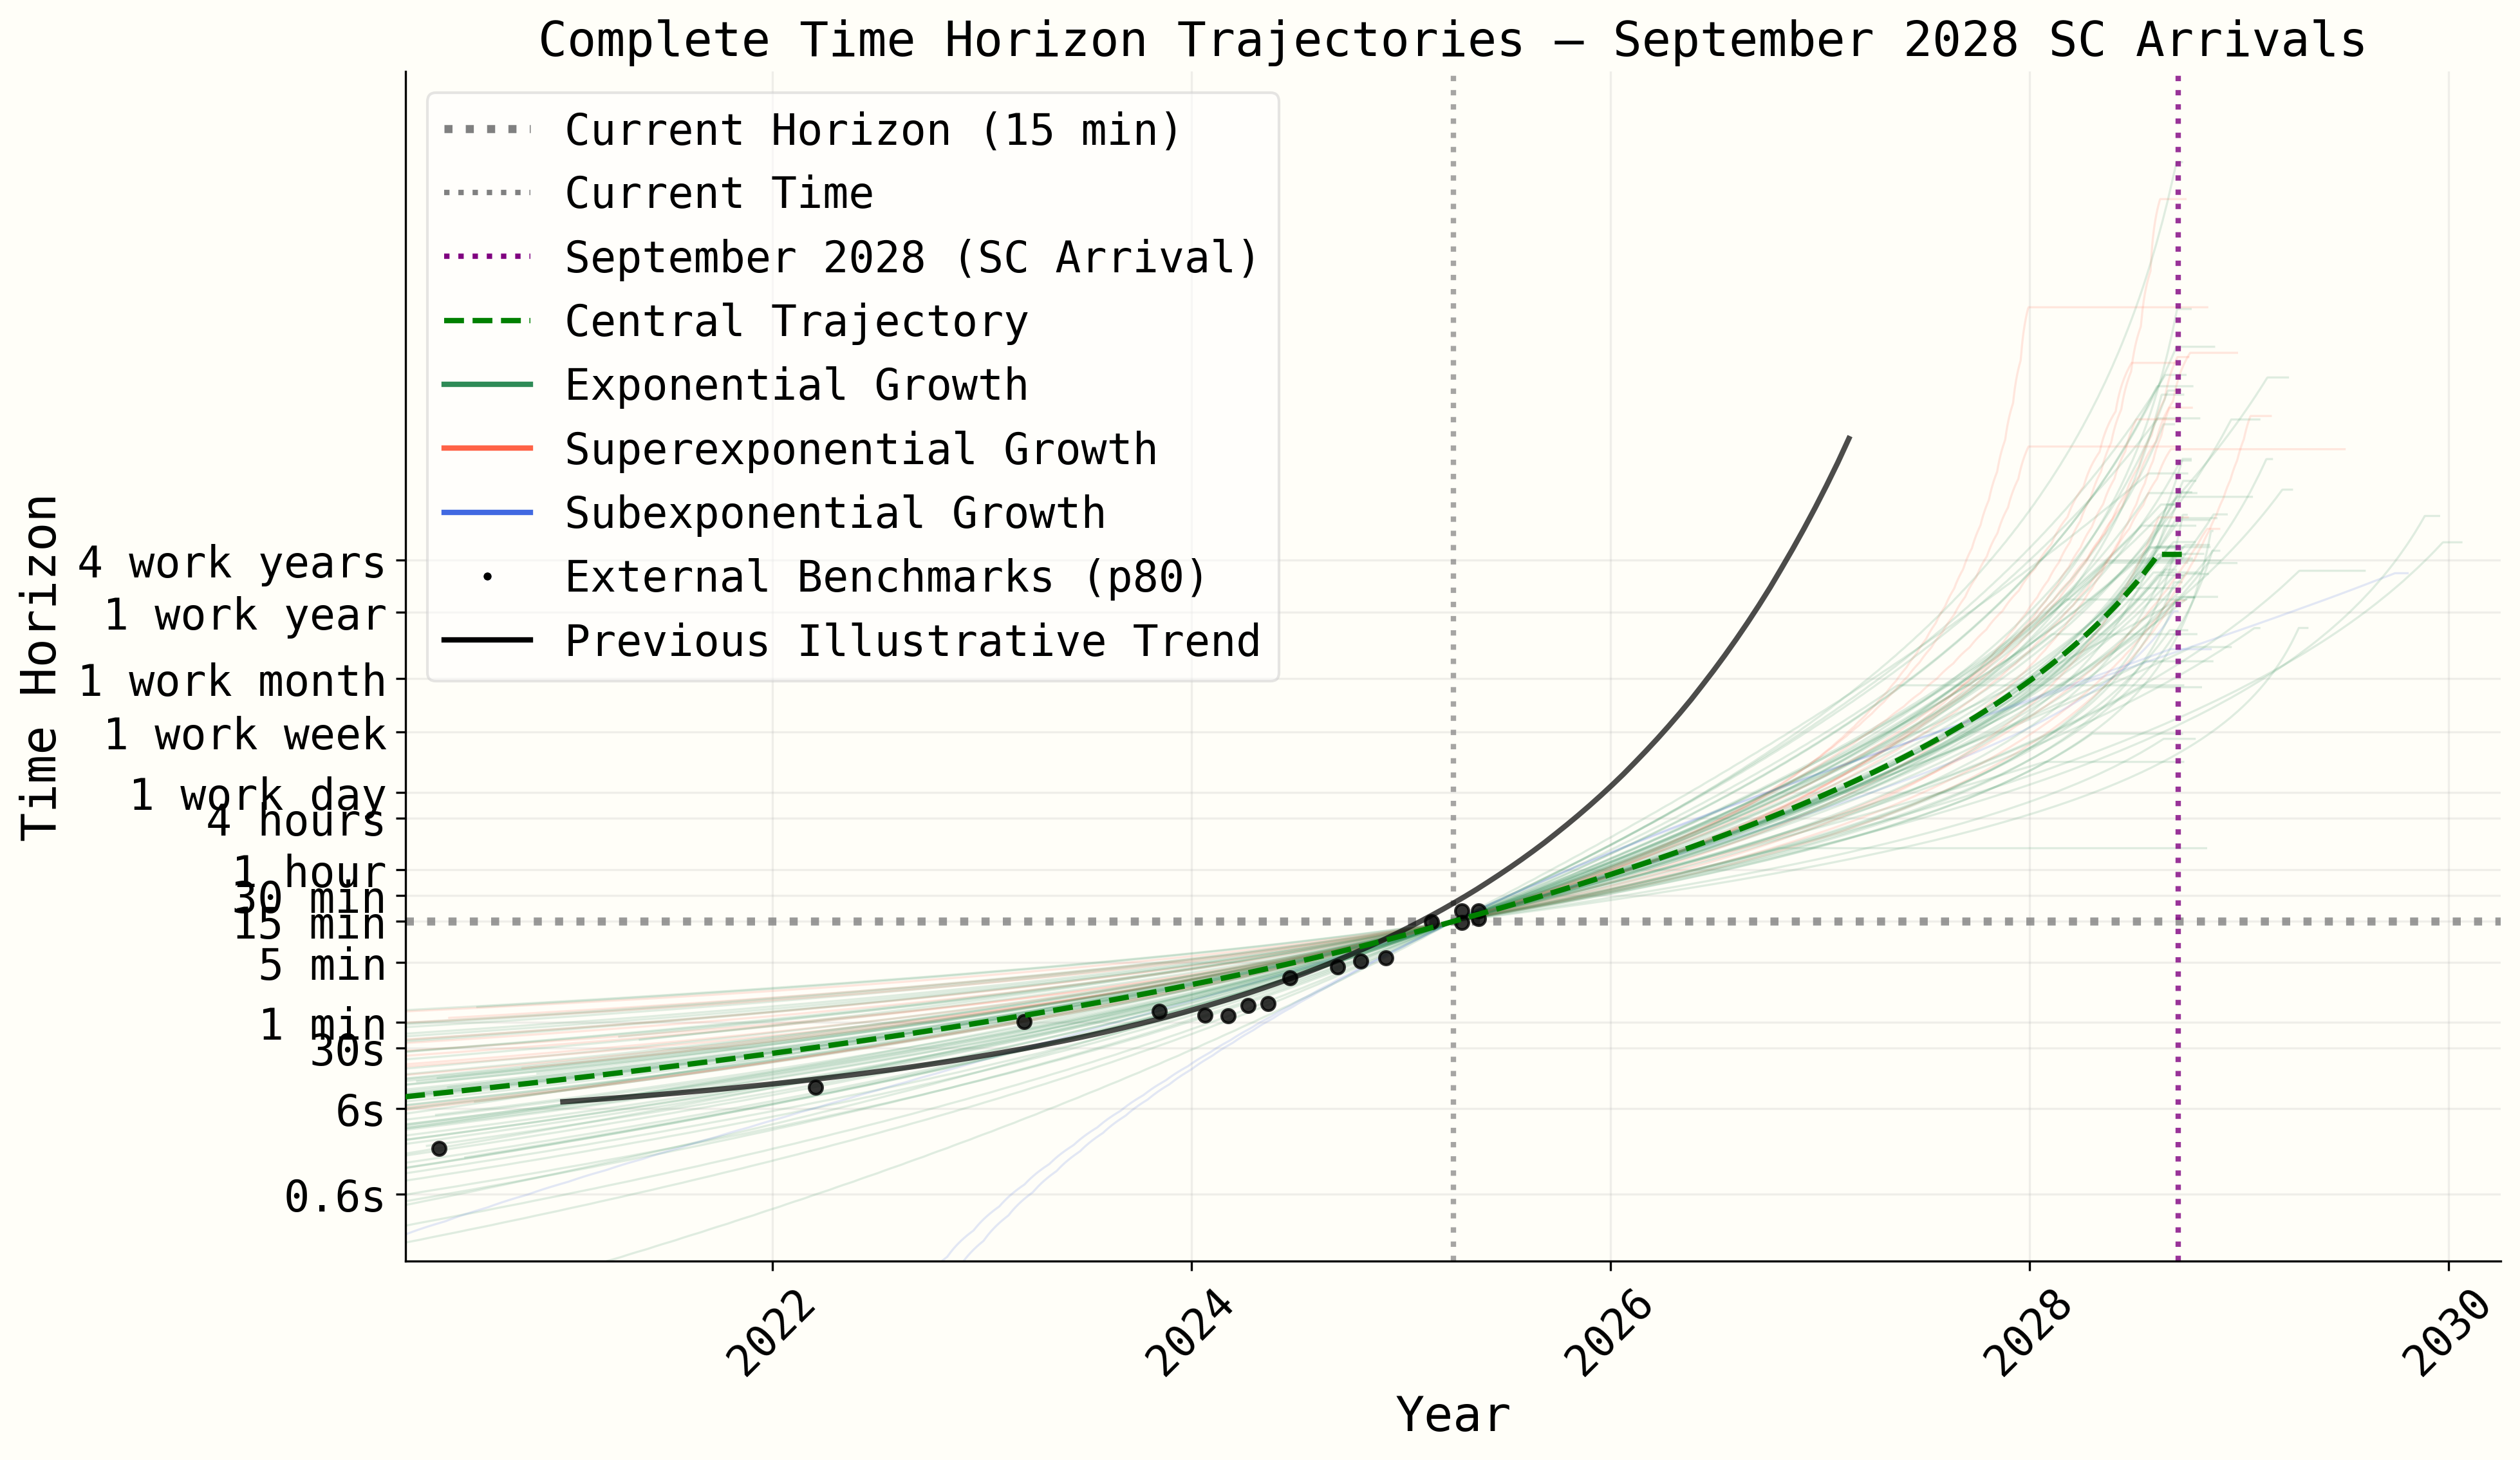 Complete Time Horizon Trajectories — September 2028 SC Arrivals
Current Horizon (15 min)
Current Time
September 2028 (SC Arrival)
Central Trajectory
Exponential Growth
Superexponential Growth
Subexponential Growth
External Benchmarks (p80)
Previous Illustrative Trend
Time Horizon
4 work years
1 work year
1 work month
1 work week
1 work day
4 hours
1 hour
30 min
15 min
5 min
1 min
30s
6s
0.6s
2022
2024
2026
2028
2030
Year